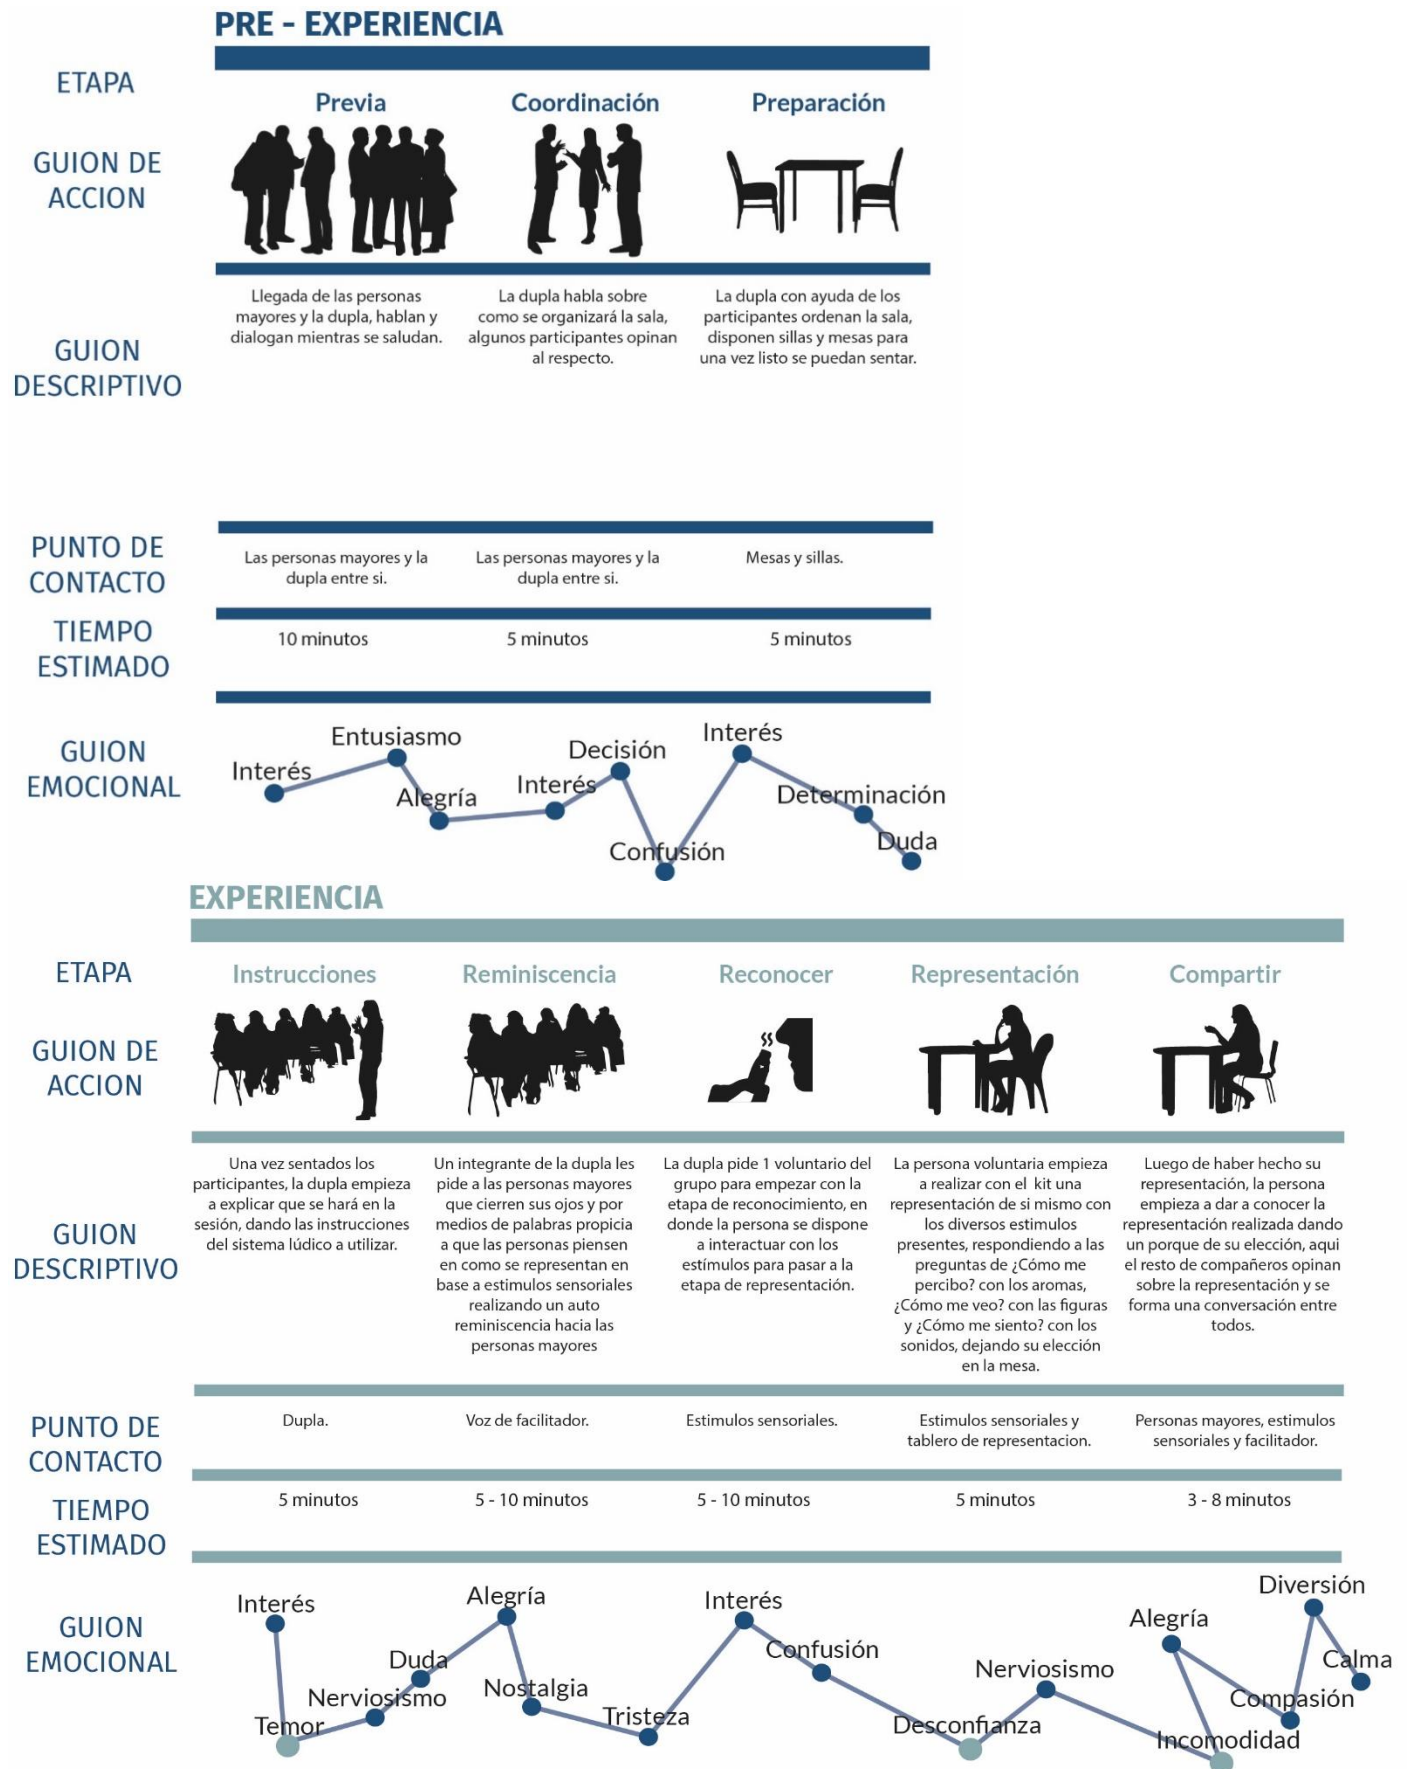 PRE - EXPERIENCIA
ETAPA
Previa
Coordinación
Preparación
GUION DE
ACCION
GUION
DESCRIPTIVO
Llegada de las personas
mayores y la dupla, hablan y
dialogan mientras se saludan.
La dupla habla sobre
como se organizará la sala,
algunos participantes opinan
al respecto.
La dupla con ayuda de los
participantes ordenan la sala,
disponen sillas y mesas para
una vez listo se puedan sentar.
PUNTO DE
CONTACTO
Las personas mayores y la
dupla entre si.
Las personas mayores y la
dupla entre si.
Mesas y sillas.
TIEMPO
ESTIMADO
10 minutos
5 minutos
5 minutos
GUION
EMOCIONAL
Interés
Entusiasmo
Alegría
Interés
Decisión
Confusión
Interés
Determinación
Duda
EXPERIENCIA
ETAPA
Instrucciones
Reminiscencia
Reconocer
Representación
Compartir
GUION DE
ACCION
GUION
DESCRIPTIVO
Una vez sentados los
participantes, la dupla empieza
a explicar que se hará en la
sesión, dando las instrucciones
del sistema lúdico a utilizar.
Un integrante de la dupla les
pide a las personas mayores
que cierren sus ojos y por
medios de palabras propicia
a que las personas piensen
en como se representan en
base a estimulos sensoriales
realizando un auto
reminiscencia hacia las
personas mayores
La dupla pide 1 voluntario del
grupo para empezar con la
etapa de reconocimiento, en
donde la persona se dispone
a interactuar con los
estímulos para pasar a la
etapa de representación.
La persona voluntaria empieza
a realizar con el kit una
representación de si mismo con
los diversos estimulos
presentes, respondiendo a las
preguntas de ¿Cómo me
percibo? con los aromas,
¿Cómo me veo? con las figuras
y ¿Cómo me siento? con los
sonidos, dejando su elección
en la mesa.
Luego de haber hecho su
representación, la persona
empieza a dar a conocer la
representación realizada dando
un porque de su elección, aqui
el resto de compañeros opinan
sobre la representación y se
forma una conversación entre
todos.
PUNTO DE
CONTACTO
Dupla.
Voz de facilitador.
Estimulos sensoriales.
Estimulos sensoriales y
tablero de representacion.
Personas mayores, estimulos
sensoriales y facilitador.
TIEMPO
ESTIMADO
5 minutos
5 - 10 minutos
5 - 10 minutos
5 minutos
3 - 8 minutos
GUION
EMOCIONAL
Interés
Temor
Nerviosismo
Duda
Alegría
Nostalgia
Tristeza
Interés
Confusión
Desconfianza
Nerviosismo
Incomodidad
Alegría
Compasión
Diversión
Calma